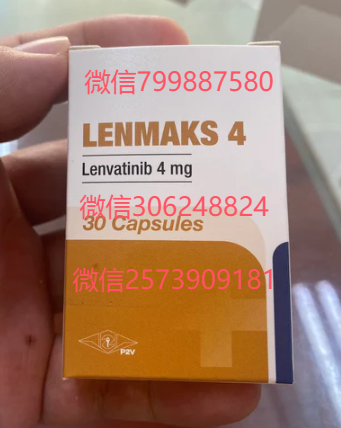 微信799887580
LENMAKS 4
Lenvatinib 4 mg
微信306248824
30 Capsules
微信2573909181
P2V